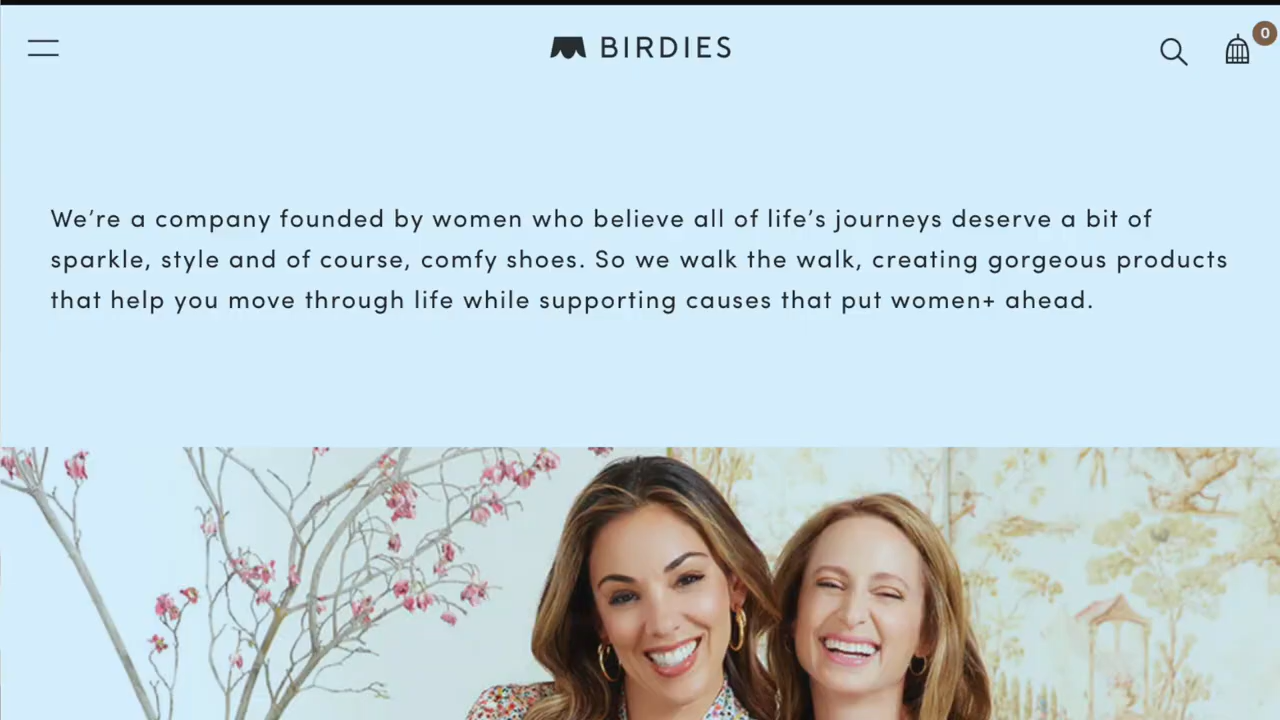 BIRDIES
0
We're a company founded by women who believe all of life's journeys deserve a bit of
sparkle, style and of course, comfy shoes. So we walk the walk, creating gorgeous products
that help you move through life while supporting causes that put women+ ahead.